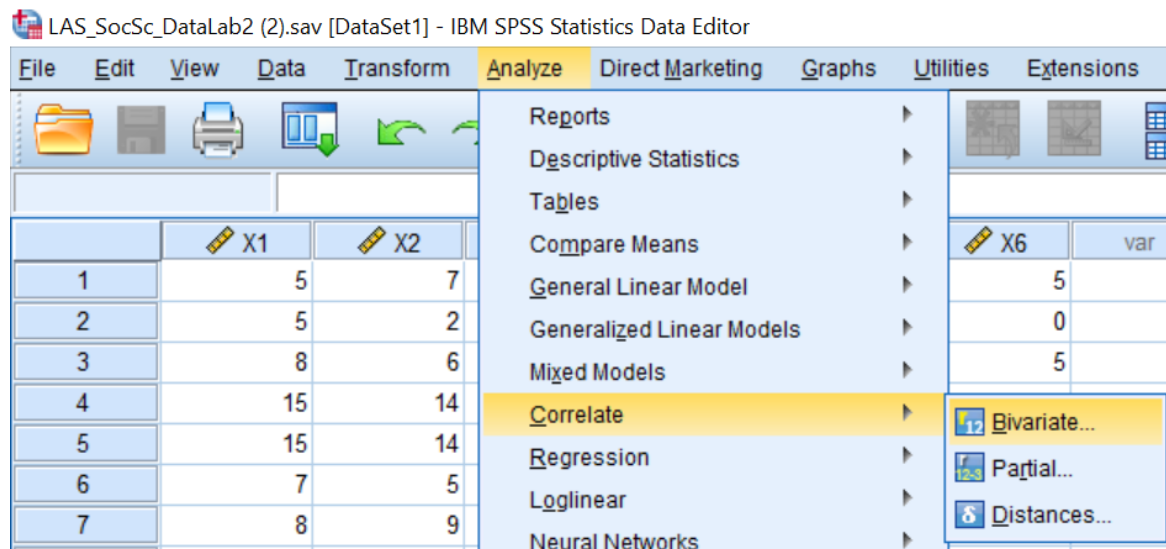 LAS_SocSc_DataLab2 (2).sav [DataSet1] - IBM SPSS Statistics Data Editor
File Edit View Data Transform Analyze Direct Marketing Graphs Utilities Extensions
Reports
Descriptive Statistics
Tables
Compare Means
General Linear Model
Generalized Linear Models
Mixed Models
Correlate
Regression
Loglinear
Neural Networks
Bivariate...
Partial...
Distances...
X1 X2 X6 var
1 5 7 5
2 5 2 0
3 8 6 5
4 15 14
5 15 14
6 7 5
7 8 9